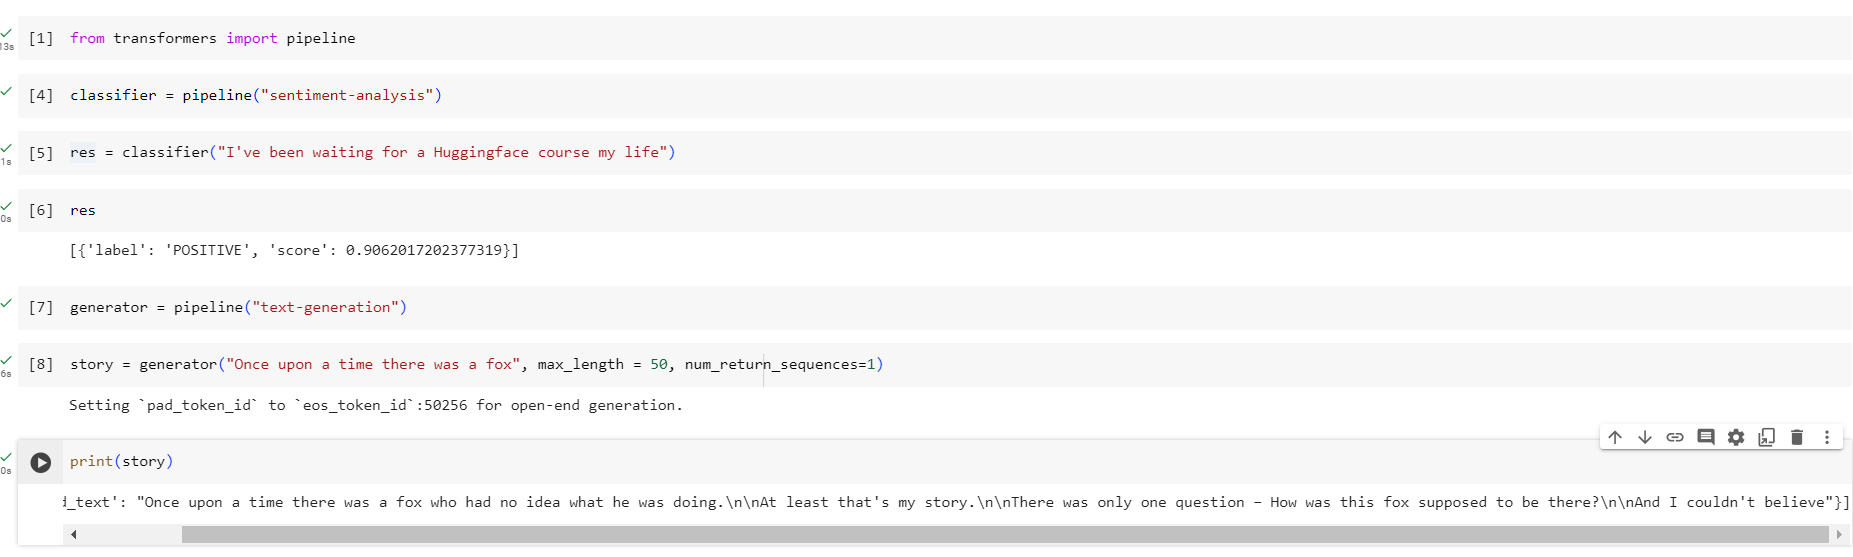 13s
[1] from transformers import pipeline
[4] classifier = pipeline("sentiment-analysis")
1s
[5] res = classifier("I've been waiting for a Huggingface course my life")
0s
[6] res
[{'label': 'POSITIVE', 'score': 0.9062017202377319}]
[7] generator = pipeline("text-generation")
6s
[8] story = generator("Once upon a time there was a fox", max_length = 50, num_return_sequences=1)
Setting `pad_token_id` to `eos_token_id`:50256 for open-end generation.
0s
print(story)
d_text': "Once upon a time there was a fox who had no idea what he was doing.\n\nAt least that's my story.\n\nThere was only one question – How was this fox supposed to be there?\n\nAnd I couldn't believe"}]